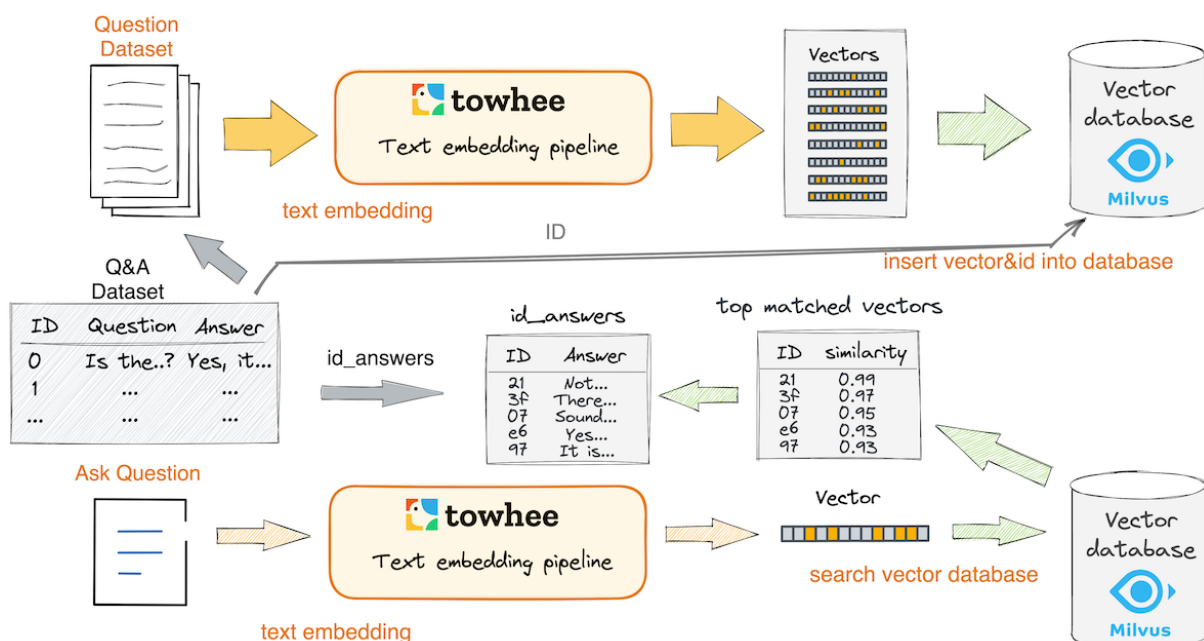 Question
Dataset
towhee
Text embedding pipeline
text embedding
Vectors
Vector
database
Milvus
ID
insert vector&id into database
Q&A
Dataset
ID Question Answer
0 Is the..? Yes, it...
1 ... ...
... ... ...
id_answers
id_answers
ID Answer
21 Not...
3f There...
07 Sound...
e6 Yes...
97 It is...
top matched vectors
ID similarity
21 0.99
3f 0.97
07 0.95
e6 0.93
97 0.93
Ask Question
towhee
Text embedding pipeline
text embedding
Vector
search vector database
Vector
database
Milvus